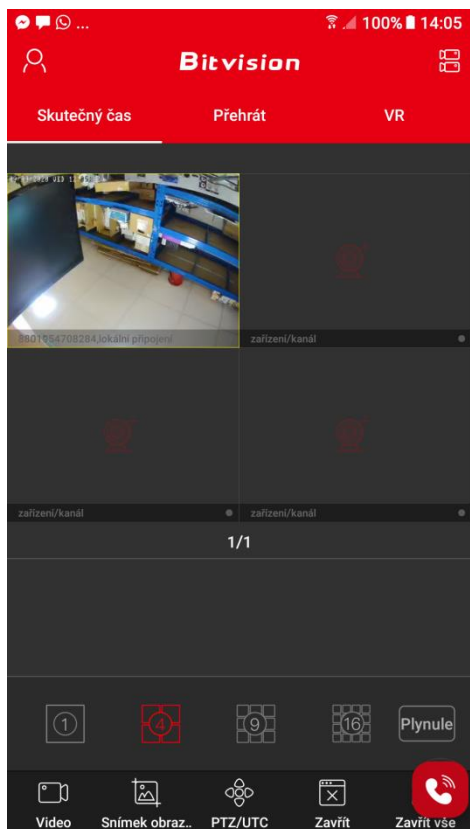 ... 100% 14:05
Bitvision
Skutečný čas Přehrát VR
8801954708284,lokální připojení
zařízení/kanál
zařízení/kanál
zařízení/kanál
1/1
1 4 9 16 Plynule
Video Snímek obraz.. PTZ/UTC Zavřít Zavřít vše